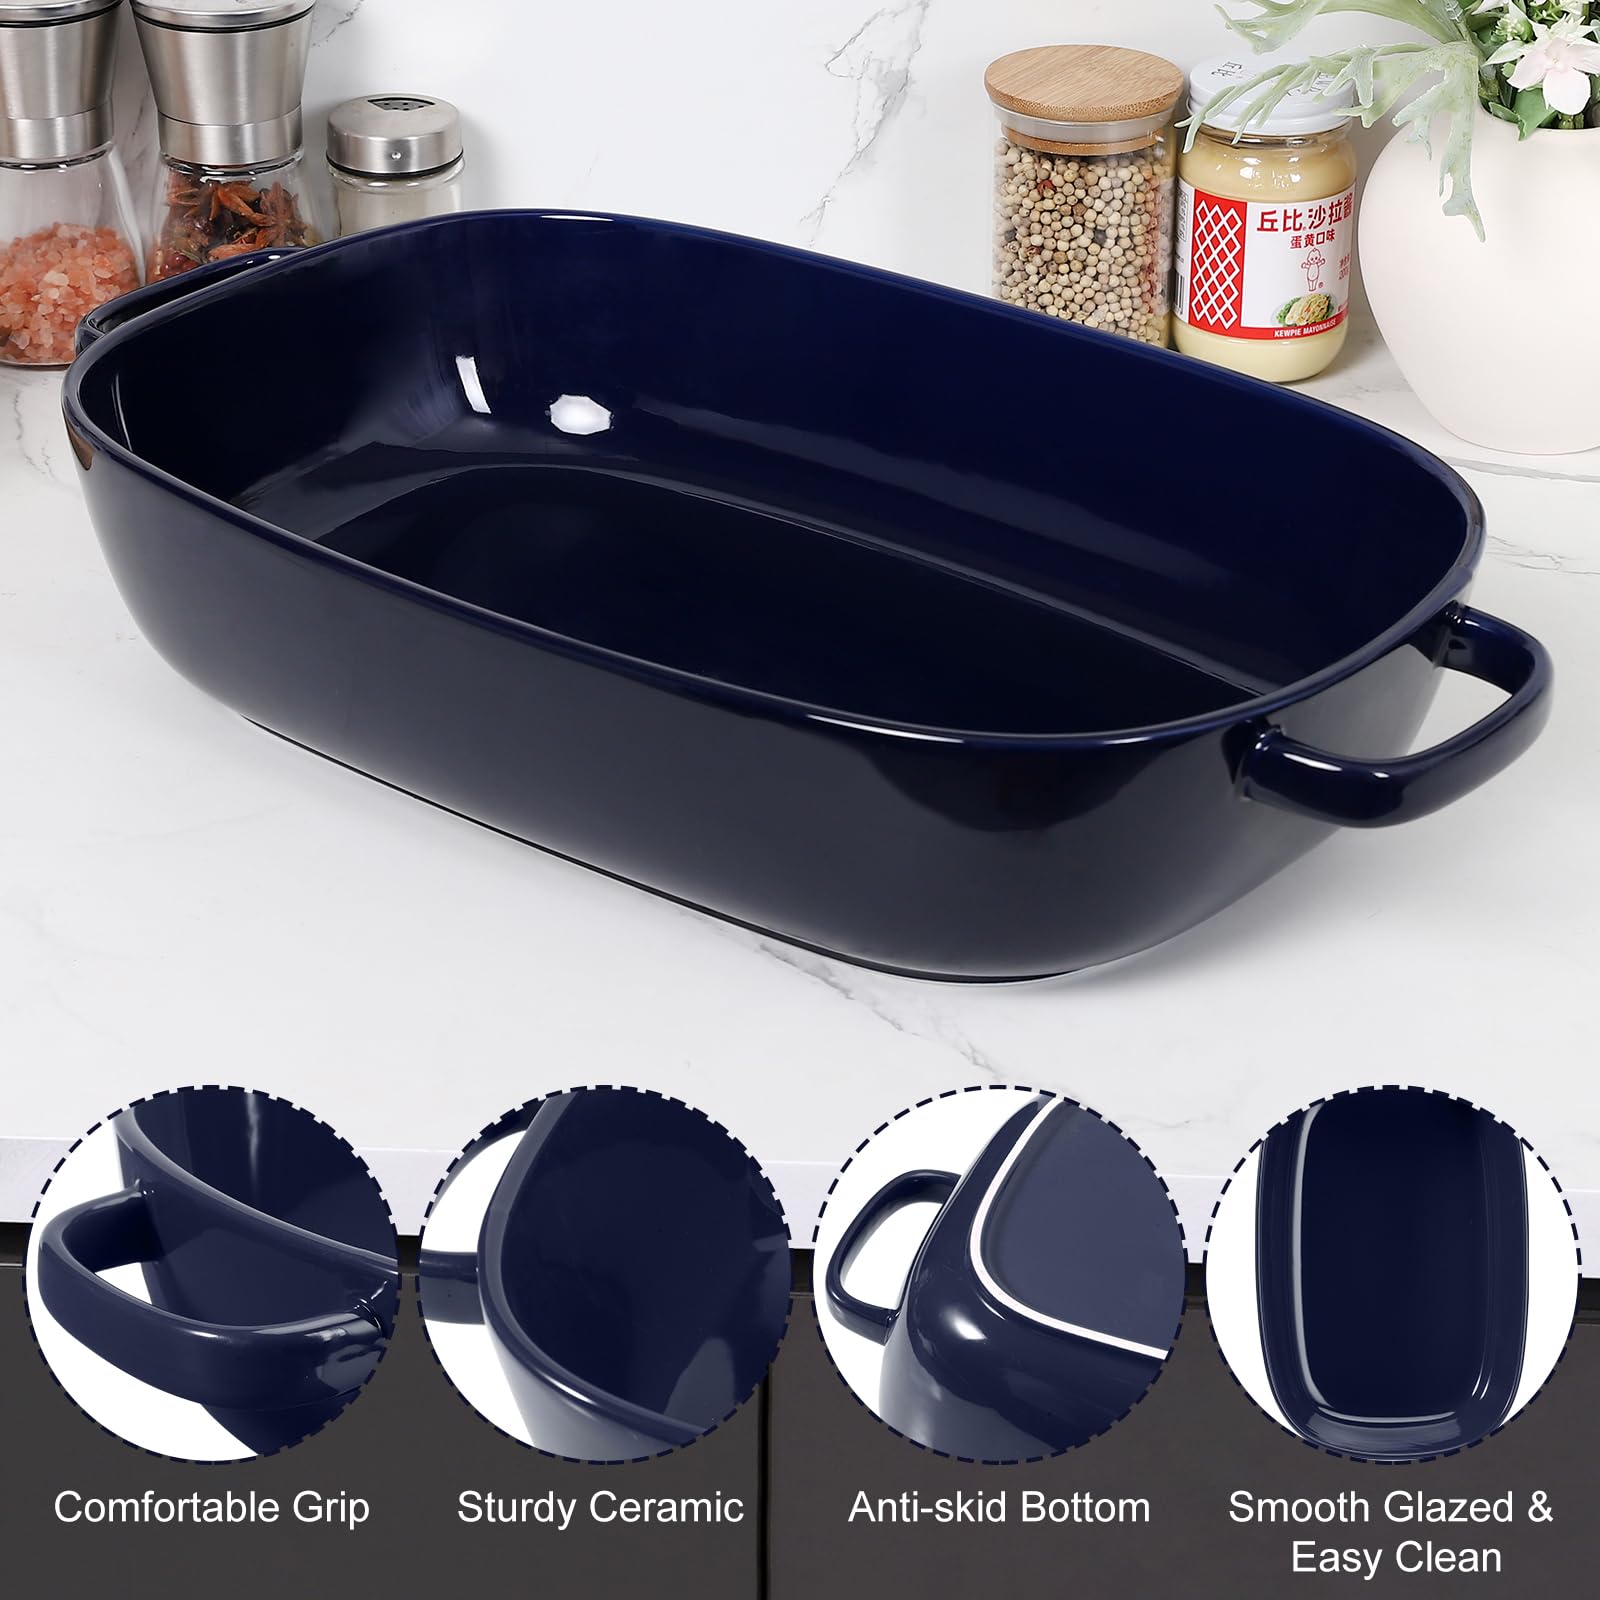 丘比沙拉酱
蛋黄口味
KEWPIE MAYONNAISE
Comfortable Grip
Sturdy Ceramic
Anti-skid Bottom
Smooth Glazed &
Easy Clean